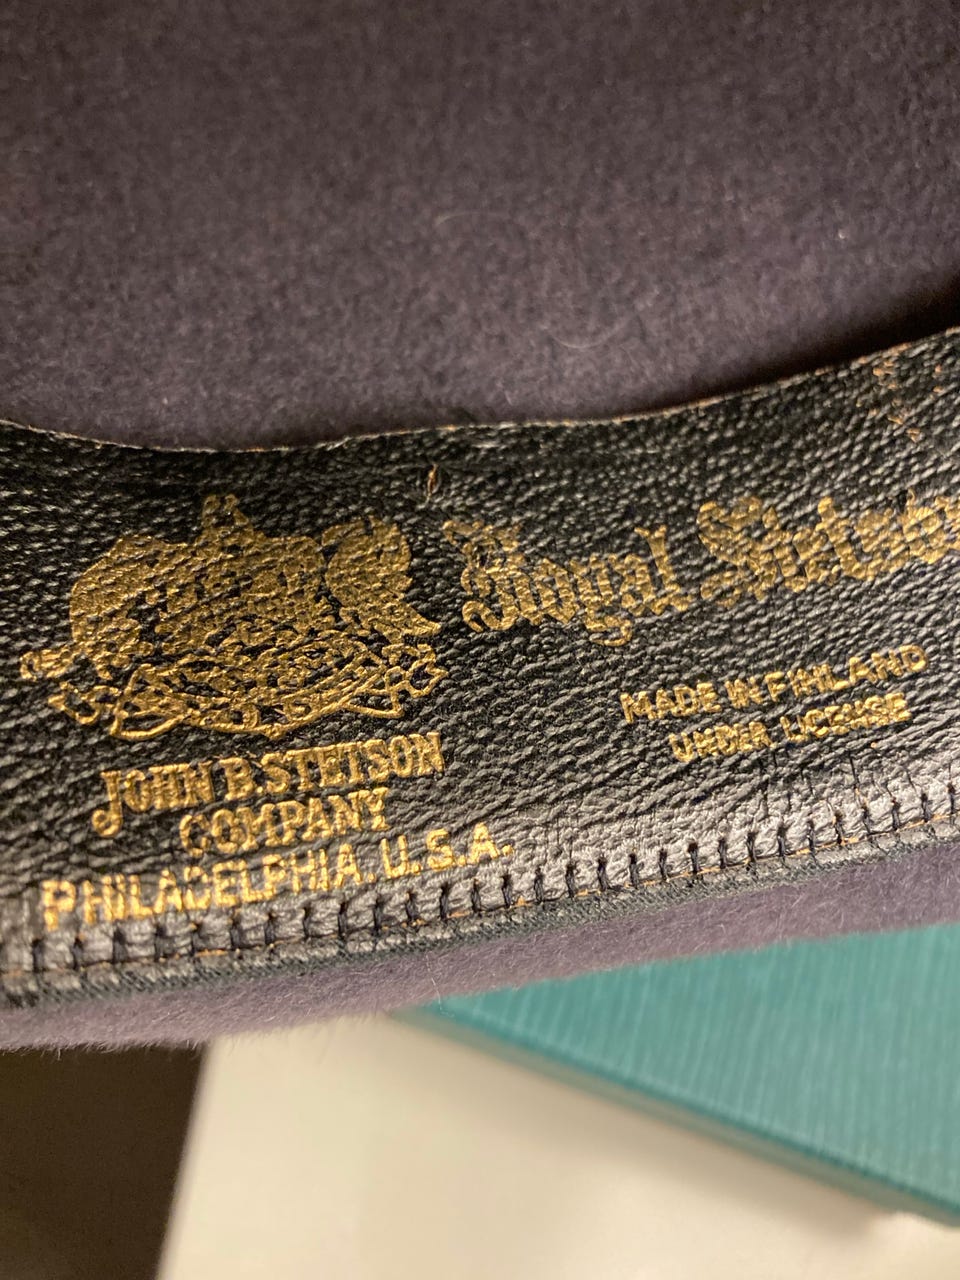 Royal Stetson
MADE IN FINLAND
UNDER LICENSE
JOHN B. STETSON
COMPANY
PHILADELPHIA. U.S.A.